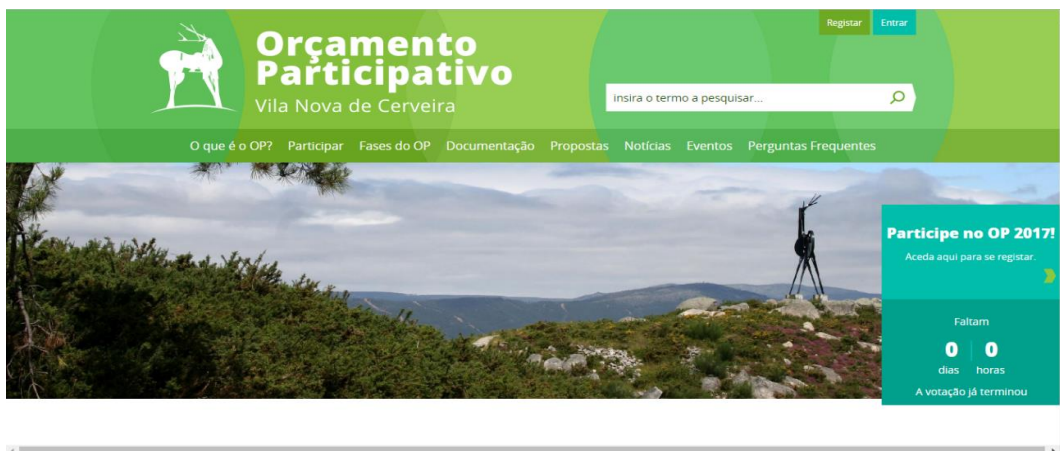 Registar Entrar
Orçamento
Participativo
Vila Nova de Cerveira
insira o termo a pesquisar...
O que é o OP? Participar Fases do OP Documentação Propostas Notícias Eventos Perguntas Frequentes
Participe no OP 2017!
Aceda aqui para se registar.
Faltam
0 0
dias horas
A votação já terminou